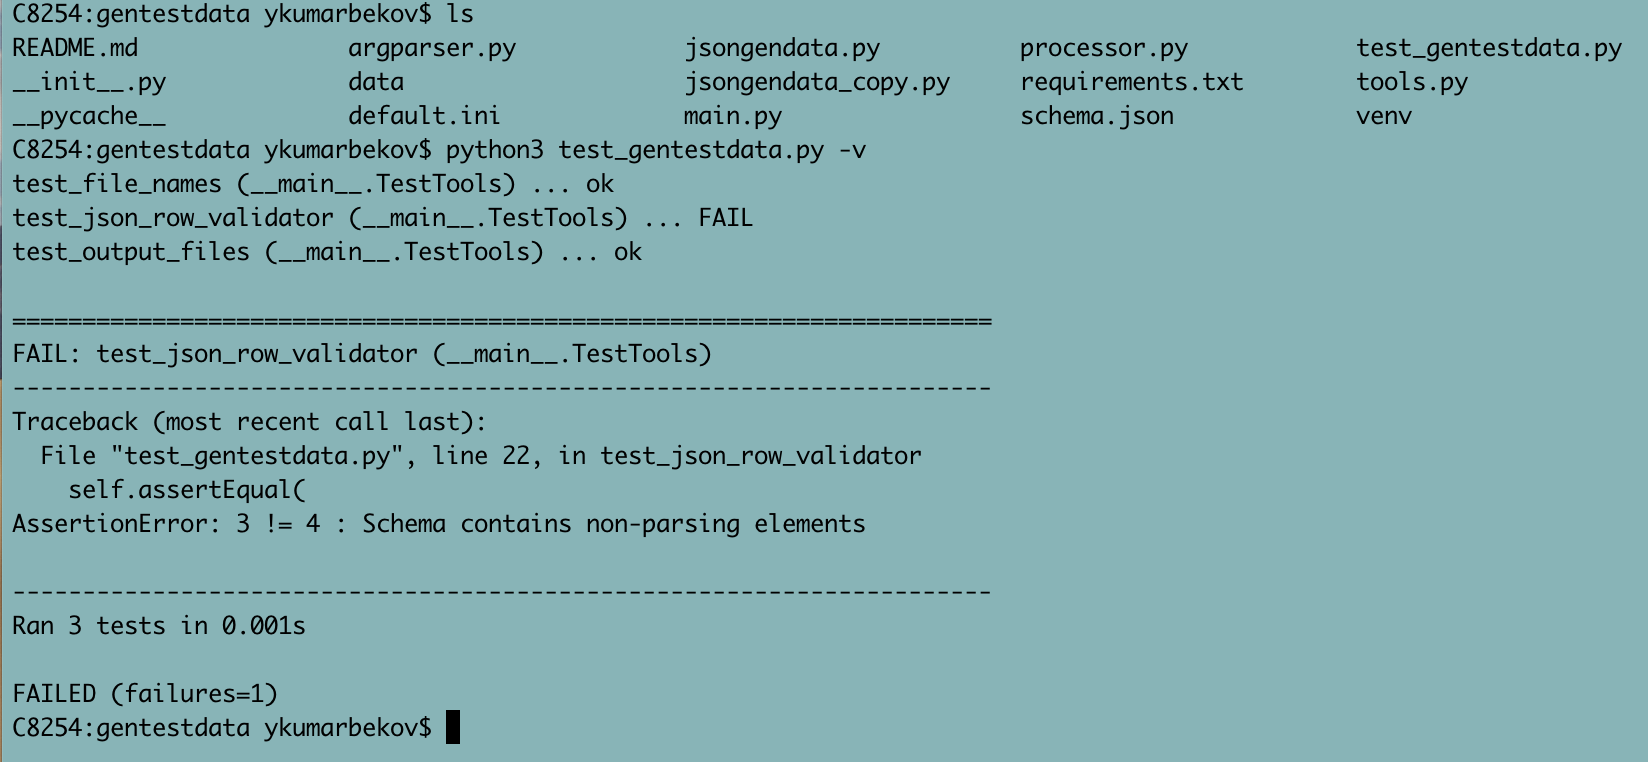 C8254:gentestdata ykumarbekov$ ls
README.md argparser.py jsongendata.py processor.py test_gentestdata.py
__init__.py data jsongendata_copy.py requirements.txt tools.py
__pycache__ default.ini main.py schema.json venv
C8254:gentestdata ykumarbekov$ python3 test_gentestdata.py -v
test_file_names (__main__.TestTools) ... ok
test_json_row_validator (__main__.TestTools) ... FAIL
test_output_files (__main__.TestTools) ... ok
======================================================================
FAIL: test_json_row_validator (__main__.TestTools)
----------------------------------------------------------------------
Traceback (most recent call last):
  File "test_gentestdata.py", line 22, in test_json_row_validator
    self.assertEqual(
AssertionError: 3 != 4 : Schema contains non-parsing elements
----------------------------------------------------------------------
Ran 3 tests in 0.001s
FAILED (failures=1)
C8254:gentestdata ykumarbekov$